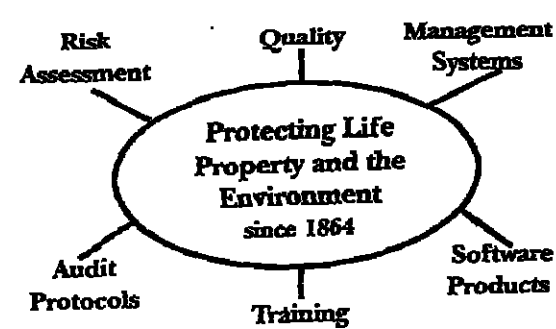 Risk
Assessment
Quality
Management
Systems
Protecting Life
Property and the
Environment
since 1864
Audit
Protocols
Training
Software
Products